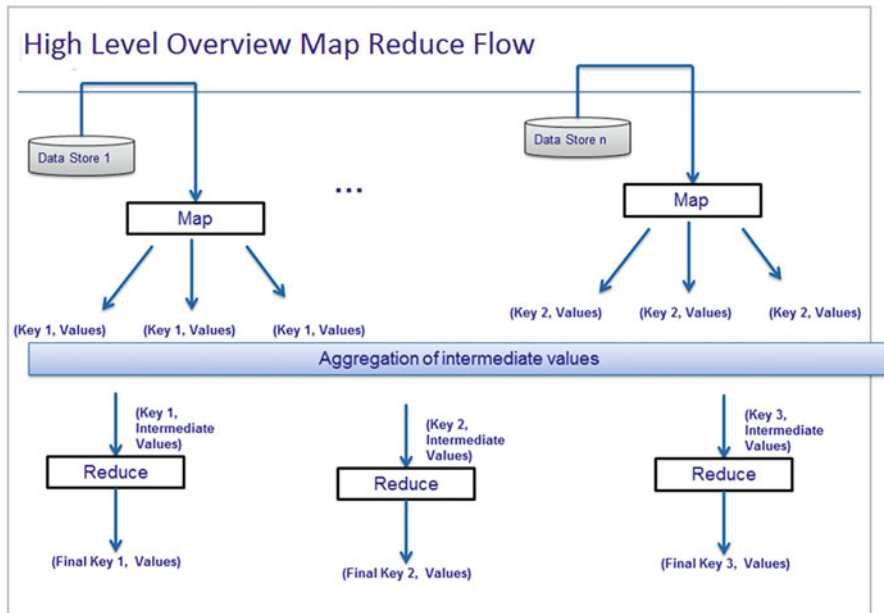 High Level Overview Map Reduce Flow
Data Store 1
Data Store n
...
Map
Map
(Key 1, Values)
(Key 1, Values)
(Key 1, Values)
(Key 2, Values)
(Key 2, Values)
(Key 2, Values)
Aggregation of intermediate values
(Key 1,
Intermediate
Values)
(Key 2,
Intermediate
Values)
(Key 3,
Intermediate
Values)
Reduce
Reduce
Reduce
(Final Key 1, Values)
(Final Key 2, Values)
(Final Key 3, Values)